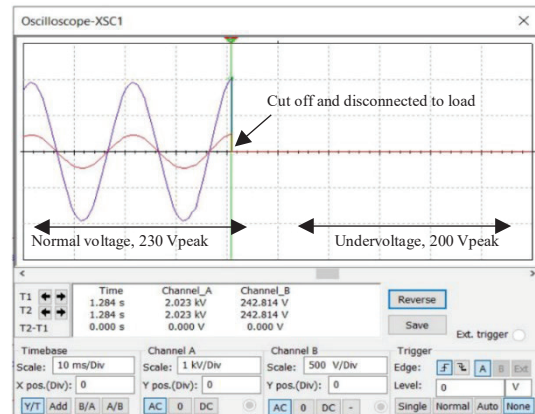 Oscilloscope-XSC1
Cut off and disconnected to load
Normal voltage, 230 Vpeak
Undervoltage, 200 Vpeak
Time Channel_A Channel_B
T1 1.284 s 2.023 kV 242.814 V
T2 1.284 s 2.023 kV 242.814 V
T2-T1 0.000 s 0.000 V 0.000 V
Reverse
Save
Ext. trigger
Timebase Channel A Channel B Trigger
Scale: 10 ms/Div Scale: 1 kV/Div Scale: 500 V/Div Edge: A B Ext
X pos.(Div): 0 Y pos.(Div): 0 Y pos.(Div): 0 Level: 0 V
Y/T Add B/A A/B AC 0 DC AC 0 DC - Single Normal Auto None